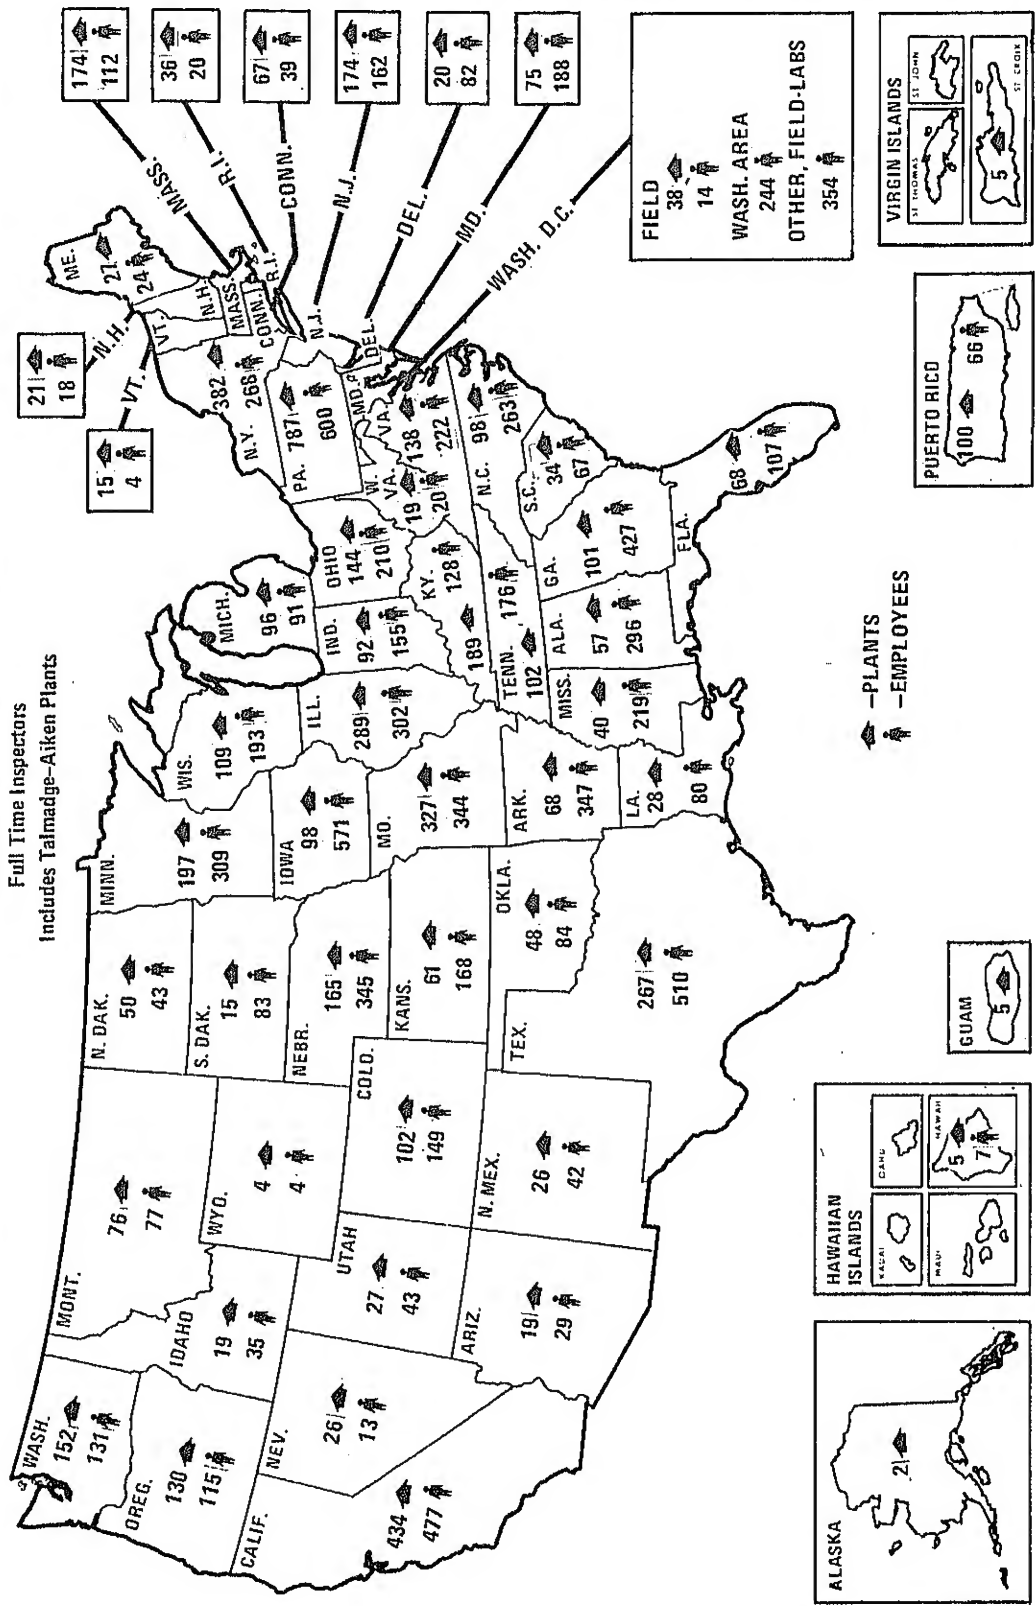 Full Time Inspectors
Includes Talmadge-Aiken Plants
WASH.
152
131
OREG.
130
115
CALIF.
434
477
NEV.
26
13
IDAHO
19
35
MONT.
76
77
WYO.
4
4
UTAH
27
43
ARIZ.
19
29
COLO.
102
149
N. MEX.
26
42
N. DAK.
50
43
S. DAK.
15
83
NEBR.
165
345
KANS.
61
168
OKLA.
48
84
TEX.
267
510
MINN.
197
309
IOWA
98
571
MO.
327
344
ARK.
68
347
LA.
28
80
WIS.
109
193
ILL.
289
302
MICH.
96
91
IND.
92
155
OHIO
144
210
KY.
189
128
TENN.
102
176
MISS.
40
219
ALA.
57
296
GA.
101
427
FLA.
68
107
S.C.
34
67
N.C.
98
263
VA.
138
222
W.
VA.
19
20
MD.
DEL.
N.J.
PA.
787
600
N.Y.
382
268
CONN.
R.I.
MASS.
N.H.
VT.
ME.
27
24
VT.
15
4
N.H.
21
18
MASS.
174
112
R.I.
36
20
CONN.
67
39
N.J.
174
162
DEL.
20
82
MD.
75
188
WASH. D.C.
FIELD
38
14
WASH. AREA
244
OTHER, FIELD-LABS
354
-PLANTS
-EMPLOYEES
ALASKA
2
HAWAIIAN
ISLANDS
KAUAI
OAHU
MAUI
HAWAII
5
7
GUAM
5
PUERTO RICO
100
66
VIRGIN ISLANDS
ST THOMAS
ST JOHN
ST CROIX
5